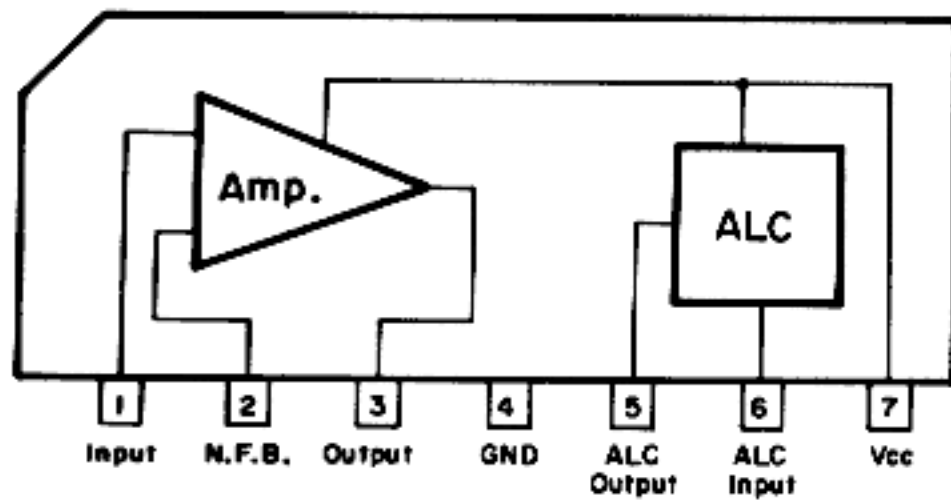 Amp.
ALC
1 2 3 4 5 6 7
Input N.F.B. Output GND ALC ALC Vcc
Output Input